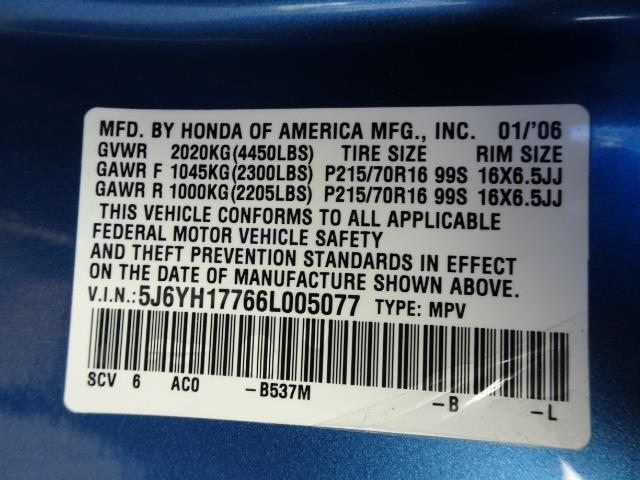 MFD. BY HONDA OF AMERICA MFG., INC. 01/'06
GVWR 2020KG(4450LBS) TIRE SIZE RIM SIZE
GAWR F 1045KG(2300LBS) P215/70R16 99S 16X6.5JJ
GAWR R 1000KG(2205LBS) P215/70R16 99S 16X6.5JJ
THIS VEHICLE CONFORMS TO ALL APPLICABLE
FEDERAL MOTOR VEHICLE SAFETY
AND THEFT PREVENTION STANDARDS IN EFFECT
ON THE DATE OF MANUFACTURE SHOWN ABOVE.
V.I.N.:5J6YH17766L005077 TYPE: MPV
SCV 6 AC0 -B537M -B -L